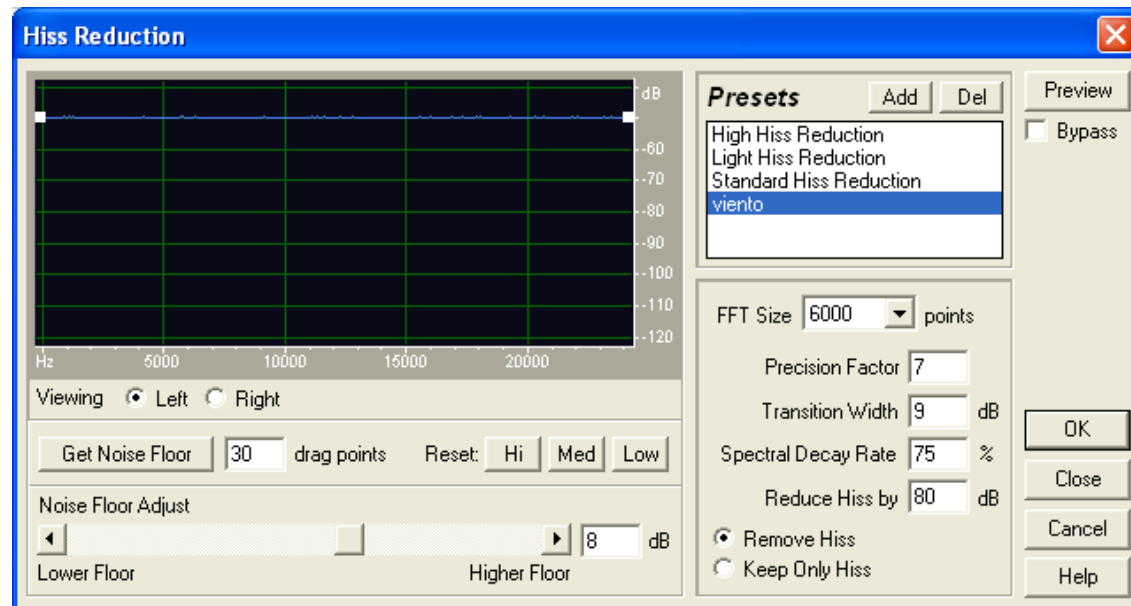 Hiss Reduction
dB
-60
-70
-80
-90
-100
-110
-120
Hz 5000 10000 15000 20000
Viewing Left Right
Get Noise Floor 30 drag points Reset: Hi Med Low
Noise Floor Adjust
8 dB
Lower Floor Higher Floor
Presets Add Del
High Hiss Reduction
Light Hiss Reduction
Standard Hiss Reduction
viento
FFT Size 6000 points
Precision Factor 7
Transition Width 9 dB
Spectral Decay Rate 75 %
Reduce Hiss by 80 dB
Remove Hiss
Keep Only Hiss
Preview
Bypass
OK
Close
Cancel
Help